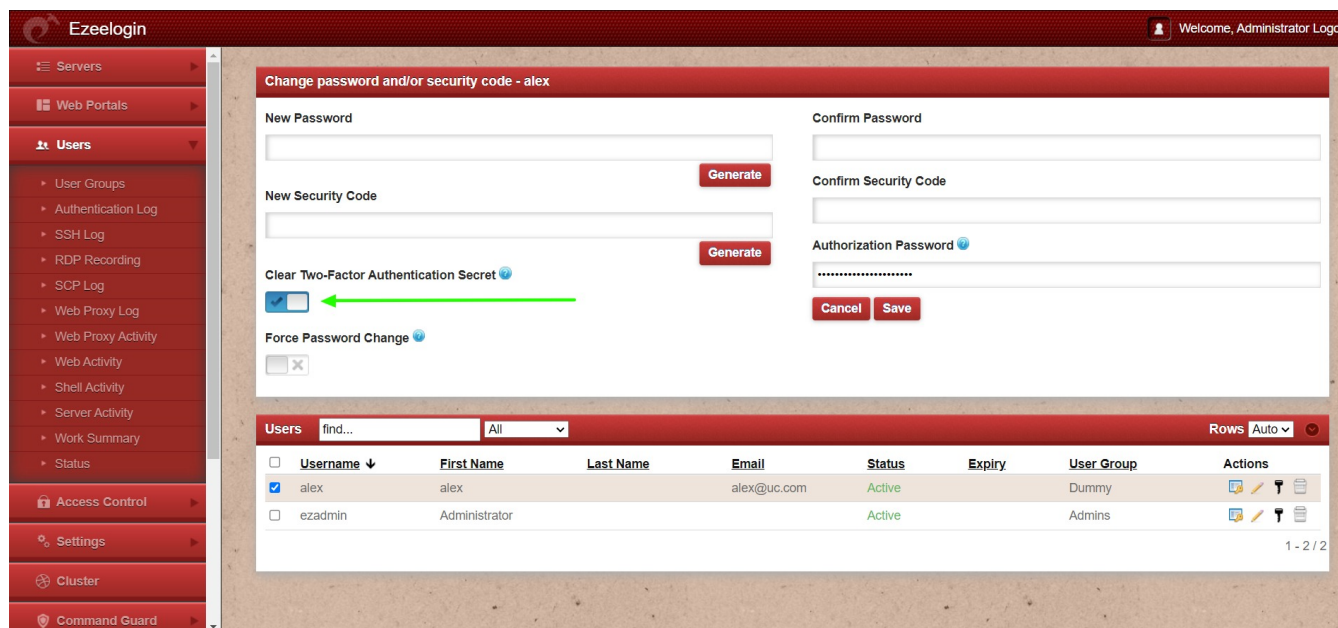 Ezeelogin
Welcome, Administrator Logo
Servers
Web Portals
Users
User Groups
Authentication Log
SSH Log
RDP Recording
SCP Log
Web Proxy Log
Web Proxy Activity
Web Activity
Shell Activity
Server Activity
Work Summary
Status
Access Control
Settings
Cluster
Command Guard
Change password and/or security code - alex
New Password
Confirm Password
Generate
Confirm Security Code
New Security Code
Generate
Authorization Password
Clear Two-Factor Authentication Secret
Cancel Save
Force Password Change
Users find... All Rows Auto
Username First Name Last Name Email Status Expiry User Group Actions
alex alex alex@uc.com Active Dummy
ezadmin Administrator Active Admins
1 - 2 / 2